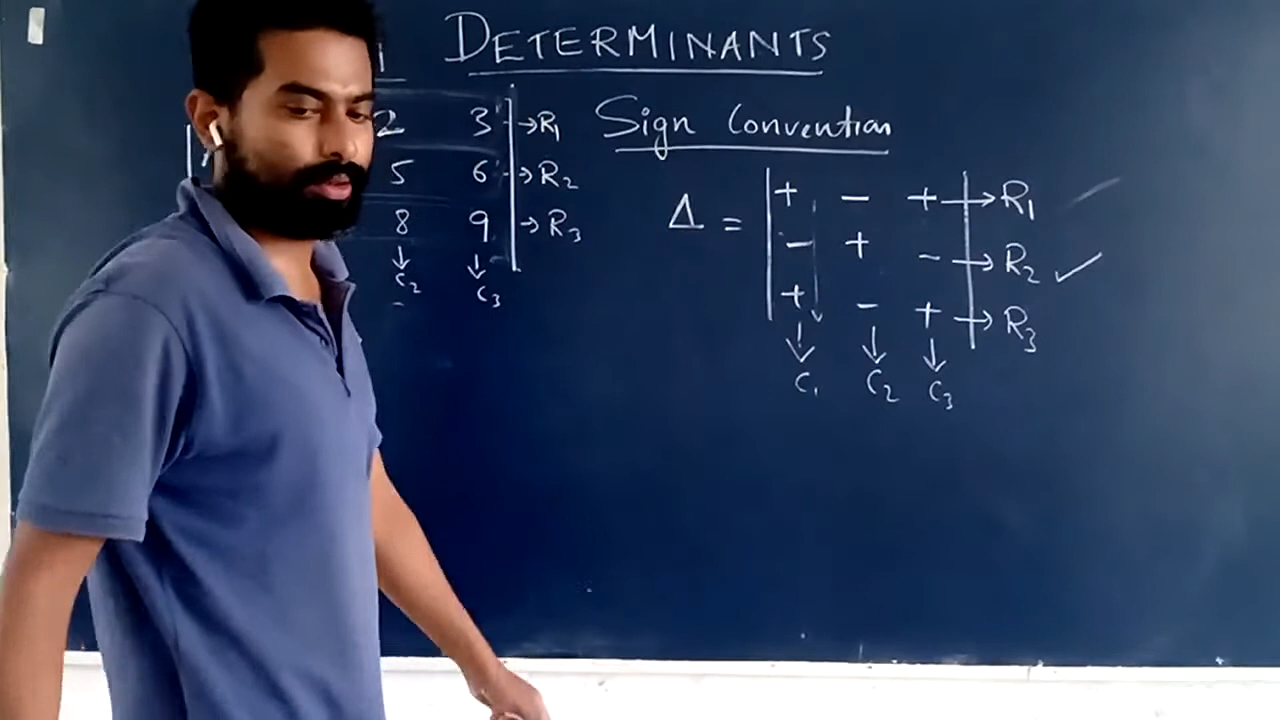 DETERMINANTS
2 3 → R1
5 6 → R2
8 9 → R3
↓ ↓
C2 C3
Sign Convention
Δ = | + − + | → R1
− + − → R2 ✓
+ − + → R3
↓ ↓ ↓
C1 C2 C3